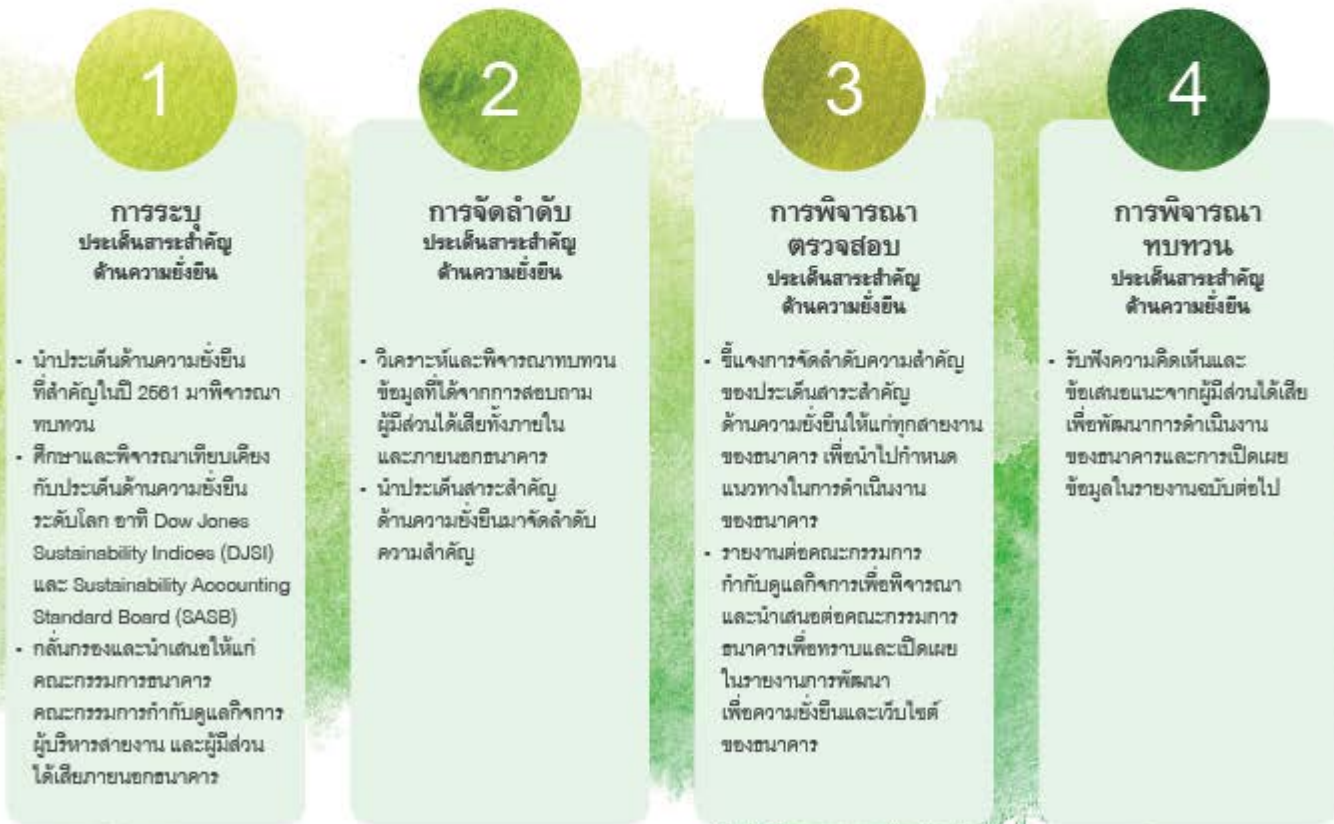 1
การระบุ
ประเด็นสาระสำคัญ
ด้านความยั่งยืน
• นำประเด็นด้านความยั่งยืน
ที่สำคัญในปี 2561 มาพิจารณา
ทบทวน
• ศึกษาและพิจารณาเทียบเคียง
กับประเด็นด้านความยั่งยืน
ระดับโลก อาทิ Dow Jones
Sustainability Indices (DJSI)
และ Sustainability Accounting
Standard Board (SASB)
• กลั่นกรองและนำเสนอให้แก่
คณะกรรมการธนาคาร
คณะกรรมการกำกับดูแลกิจการ
ผู้บริหารสายงาน และผู้มีส่วน
ได้เสียภายนอกธนาคาร
2
การจัดลำดับ
ประเด็นสาระสำคัญ
ด้านความยั่งยืน
• วิเคราะห์และพิจารณาทบทวน
ข้อมูลที่ได้จากการสอบถาม
ผู้มีส่วนได้เสียทั้งภายใน
และภายนอกธนาคาร
• นำประเด็นสาระสำคัญ
ด้านความยั่งยืนมาจัดลำดับ
ความสำคัญ
3
การพิจารณา
ตรวจสอบ
ประเด็นสาระสำคัญ
ด้านความยั่งยืน
• ชี้แจงการจัดลำดับความสำคัญ
ของประเด็นสาระสำคัญ
ด้านความยั่งยืนให้แก่ทุกสายงาน
ของธนาคาร เพื่อนำไปกำหนด
แนวทางในการดำเนินงาน
ของธนาคาร
• รายงานต่อคณะกรรมการ
กำกับดูแลกิจการเพื่อพิจารณา
และนำเสนอต่อคณะกรรมการ
ธนาคารเพื่อทราบและเปิดเผย
ในรายงานการพัฒนา
เพื่อความยั่งยืนและเว็บไซต์
ของธนาคาร
4
การพิจารณา
ทบทวน
ประเด็นสาระสำคัญ
ด้านความยั่งยืน
• รับฟังความคิดเห็นและ
ข้อเสนอแนะจากผู้มีส่วนได้เสีย
เพื่อพัฒนาการดำเนินงาน
ของธนาคารและการเปิดเผย
ข้อมูลในรายงานฉบับต่อไป